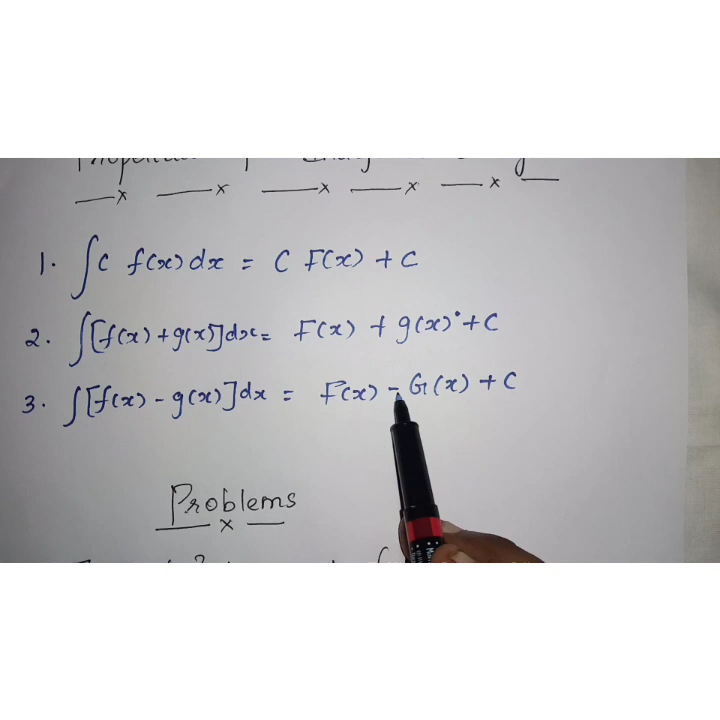 1. ∫C f(x)dx = C F(x) + C
2. ∫[f(x) + g(x)]dx = F(x) + g(x) + C
3. ∫[f(x) - g(x)]dx = F(x) - G(x) + C
Problems